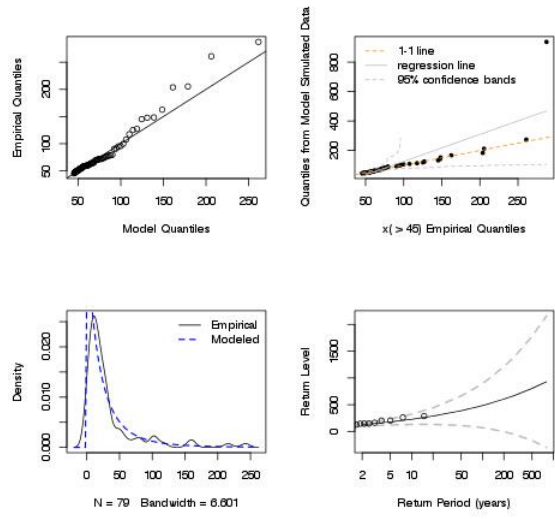 Empirical Quantiles
50
100
200
50
100
150
200
250
Model Quantiles
Quantiles from Model Simulated Data
200
400
600
800
1-1 line
regression line
95% confidence bands
50
100
150
200
250
x( > 45) Empirical Quantiles
Density
0.000
0.010
0.020
Empirical
Modeled
0
50
100
150
200
250
N = 79 Bandwidth = 6.601
Return Level
0
500
1500
2
5
10
50
200
500
Return Period (years)